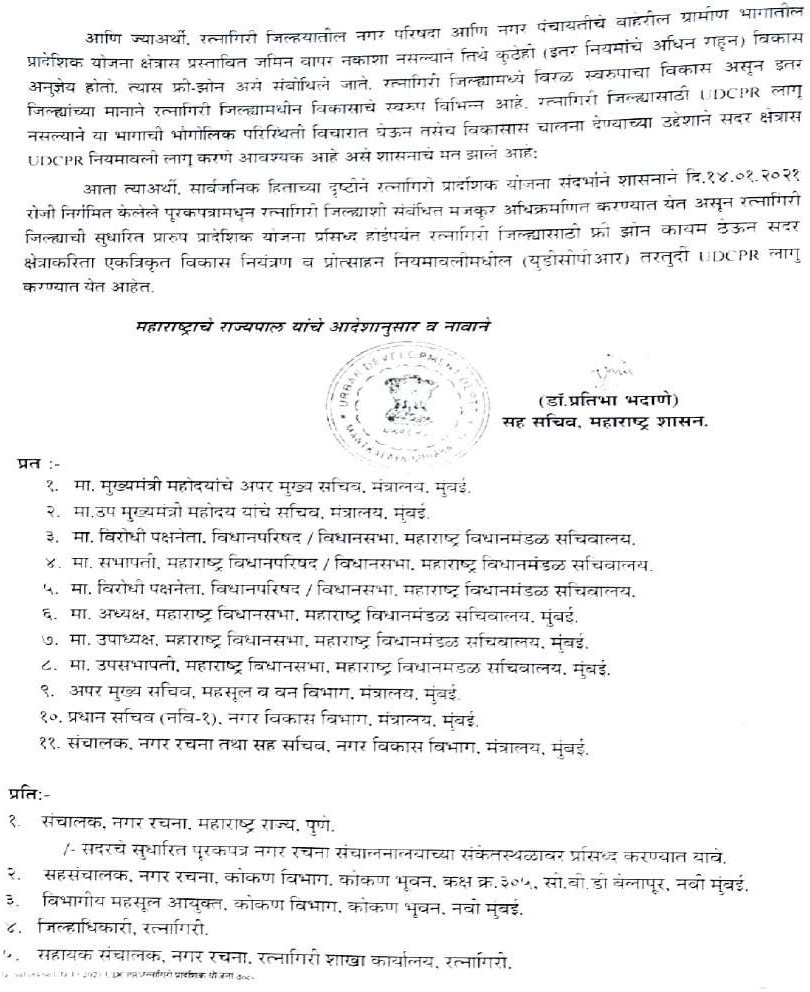 आणि ज्याअर्थी, रत्नागिरी जिल्हयातील नगर परिषदा आणि नगर पंचायतीचे बाहेरील ग्रामीण भागातील
प्रादेशिक योजना क्षेत्रास प्रस्तावित जमिन वापर नकाशा नसल्याने तिथे कुठेही (इतर नियमांचे अधिन राहून) विकास
अनुज्ञेय होतो. त्यास फ्री-झोन असे संबोधिले जाते. रत्नागिरी जिल्ह्यामध्ये विरळ स्वरुपाचा विकास असून इतर
जिल्ह्यांच्या मानाने रत्नागिरी जिल्ह्यामधील विकासाचे स्वरुप विभिन्न आहे. रत्नागिरी जिल्ह्यासाठी UDCPR लागू
नसल्याने या भागाची भौगोलिक परिस्थिती विचारात घेऊन तसेच विकासास चालना देण्याच्या उद्देशाने सदर क्षेत्रास
UDCPR नियमावली लागू करणे आवश्यक आहे असे शासनाचे मत झाले आहे:
आता त्याअर्थी, सार्वजनिक हिताच्या दृष्टीने रत्नागिरी प्रादेशिक योजना संदर्भाने शासनाने दि.१४.०१.२०२१
रोजी निर्गमित केलेले पूरकपत्रामधून रत्नागिरी जिल्ह्याशी संबंधित मजकूर अधिक्रमणित करण्यात येत असून रत्नागिरी
जिल्ह्याची सुधारित प्रारुप प्रादेशिक योजना प्रसिध्द होईपर्यंत रत्नागिरी जिल्ह्यासाठी फ्री झोन कायम ठेऊन सदर
क्षेत्राकरिता एकत्रिकृत विकास नियंत्रण व प्रोत्साहन नियमावलीमधील (युडीसीपीआर) तरतुदी UDCPR लागु
करण्यात येत आहेत.
महाराष्ट्राचे राज्यपाल यांचे आदेशानुसार व नावाने
URBAN DEVELOPMENT DEPTT
(डॉ.प्रतिभा भदाणे)
सह सचिव, महाराष्ट्र शासन.
प्रत :-
१. मा. मुख्यमंत्री महोदयांचे अपर मुख्य सचिव, मंत्रालय, मुंबई.
२. मा.उप मुख्यमंत्री महोदय यांचे सचिव, मंत्रालय, मुंबई.
३. मा. विरोधी पक्षनेता, विधानपरिषद / विधानसभा, महाराष्ट्र विधानमंडळ सचिवालय.
४. मा. सभापती, महाराष्ट्र विधानपरिषद / विधानसभा, महाराष्ट्र विधानमंडळ सचिवालय.
५. मा. विरोधी पक्षनेता, विधानपरिषद / विधानसभा, महाराष्ट्र विधानमंडळ सचिवालय.
६. मा. अध्यक्ष, महाराष्ट्र विधानसभा, महाराष्ट्र विधानमंडळ सचिवालय, मुंबई.
७. मा. उपाध्यक्ष, महाराष्ट्र विधानसभा, महाराष्ट्र विधानमंडळ सचिवालय, मुंबई.
८. मा. उपसभापती, महाराष्ट्र विधानसभा, महाराष्ट्र विधानमंडळ सचिवालय, मुंबई.
९. अपर मुख्य सचिव, महसूल व वन विभाग, मंत्रालय, मुंबई.
१०. प्रधान सचिव (नवि-१), नगर विकास विभाग, मंत्रालय, मुंबई.
११. संचालक, नगर रचना तथा सह सचिव, नगर विकास विभाग, मंत्रालय, मुंबई.
प्रति:-
१. संचालक, नगर रचना, महाराष्ट्र राज्य, पुणे.
/- सदरचे सुधारित पूरकपत्र नगर रचना संचालनालयाच्या संकेतस्थळावर प्रसिध्द करण्यात यावे.
२. सहसंचालक, नगर रचना, कोकण विभाग, कोकण भूवन, कक्ष क्र.३०५, सी.बी.डी बेलापूर, नवी मुंबई.
३. विभागीय महसूल आयुक्त, कोकण विभाग, कोकण भूवन, नवी मुंबई.
४. जिल्हाधिकारी, रत्नागिरी.
५. सहायक संचालक, नगर रचना, रत्नागिरी शाखा कार्यालय, रत्नागिरी.
UDCPR रत्नागिरी प्रादेशिक योजना